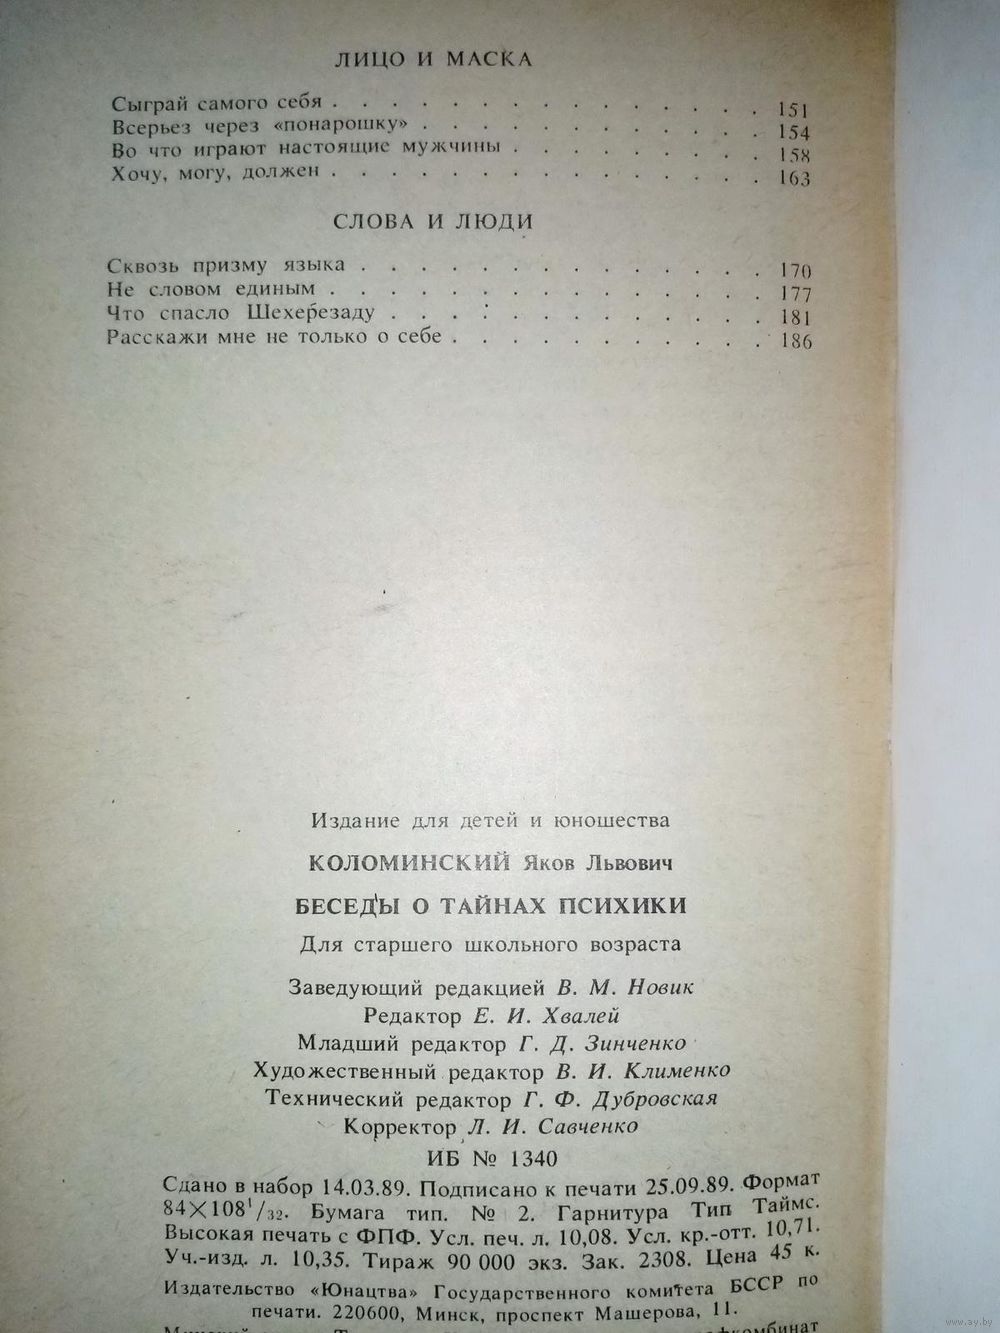 ЛИЦО И МАСКА
Сыграй самого себя . . . . . . . . . . . . . . . 151
Всерьез через «понарошку» . . . . . . . . . . . . 154
Во что играют настоящие мужчины . . . . . . . . . 158
Хочу, могу, должен . . . . . . . . . . . . . . . 163
СЛОВА И ЛЮДИ
Сквозь призму языка . . . . . . . . . . . . . . 170
Не словом единым . . . . . . . . . . . . . . . 177
Что спасло Шехерезаду . . . . . . . . . . . . . 181
Расскажи мне не только о себе . . . . . . . . . . . 186
Издание для детей и юношества
КОЛОМИНСКИЙ Яков Львович
БЕСЕДЫ О ТАЙНАХ ПСИХИКИ
Для старшего школьного возраста
Заведующий редакцией В. М. Новик
Редактор Е. И. Хвалей
Младший редактор Г. Д. Зинченко
Художественный редактор В. И. Клименко
Технический редактор Г. Ф. Дубровская
Корректор Л. И. Савченко
ИБ № 1340
Сдано в набор 14.03.89. Подписано к печати 25.09.89. Формат
84×108¹/₃₂. Бумага тип. № 2. Гарнитура Тип Таймс.
Высокая печать с ФПФ. Усл. печ. л. 10,08. Усл. кр.-отт. 10,71.
Уч.-изд. л. 10,35. Тираж 90 000 экз. Зак. 2308. Цена 45 к.
Издательство «Юнацтва» Государственного комитета БССР по
печати. 220600, Минск, проспект Машерова, 11.
www.ay.by